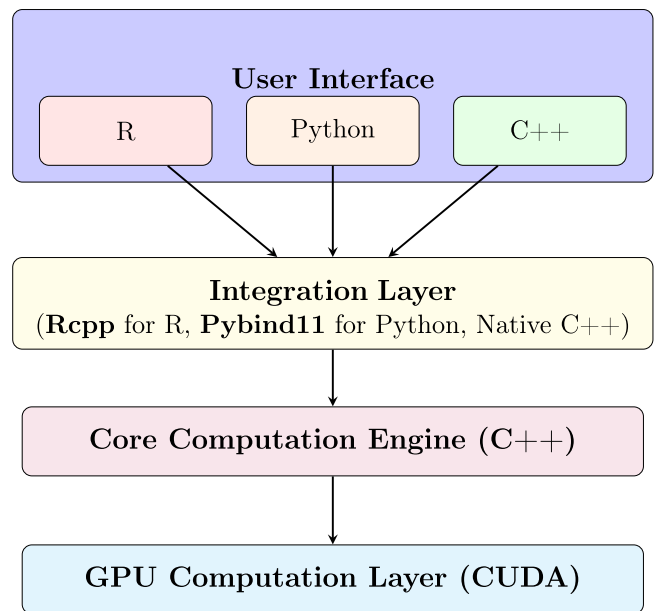 User Interface
R
Python
C++
Integration Layer
(Rcpp for R, Pybind11 for Python, Native C++)
Core Computation Engine (C++)
GPU Computation Layer (CUDA)